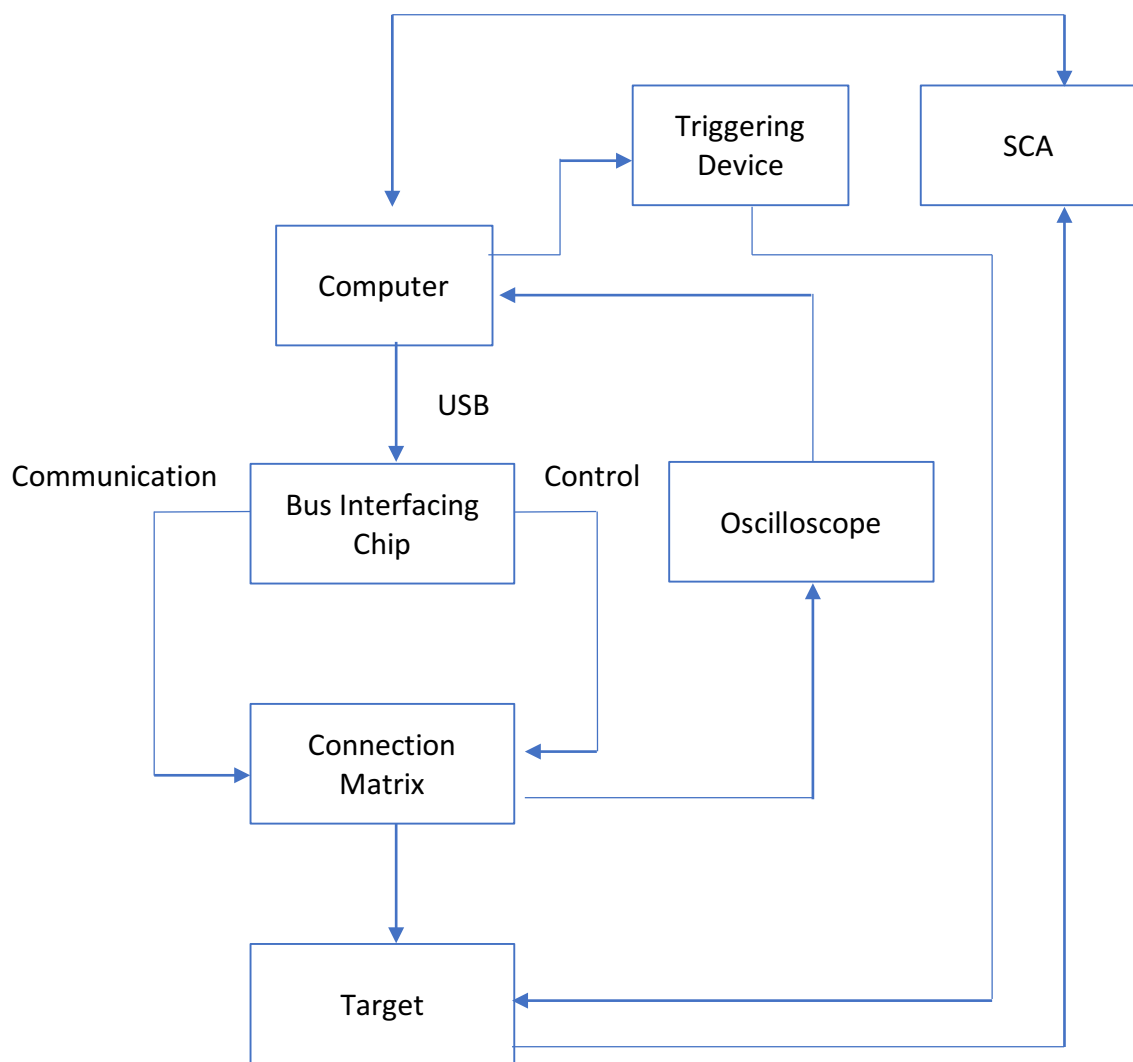 Triggering
Device
SCA
Computer
USB
Communication
Control
Bus Interfacing
Chip
Oscilloscope
Connection
Matrix
Target